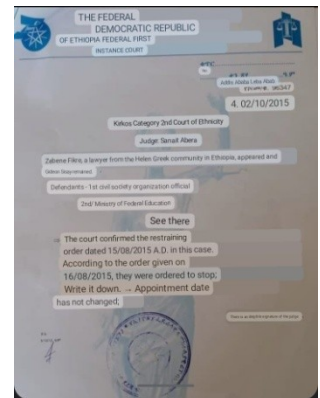 THE FEDERAL
DEMOCRATIC REPUBLIC
OF ETHIOPIA FEDERAL FIRST
INSTANCE COURT
Addis Ababa
96347
4. 02/10/2015
Kirkos Category 2nd Court of Ethnicity
Judge Sanait Abera
Zabene Fikre, a lawyer from the Helen Greek community in Ethiopia, appeared and
Defendants - 1st civil society organization official
2nd/ Ministry of Federal Education
See there
The court confirmed the restraining
order dated 15/08/2015 A.D. in this case.
According to the order given on
16/08/2015, they were ordered to stop;
Write it down. → Appointment date
has not changed;